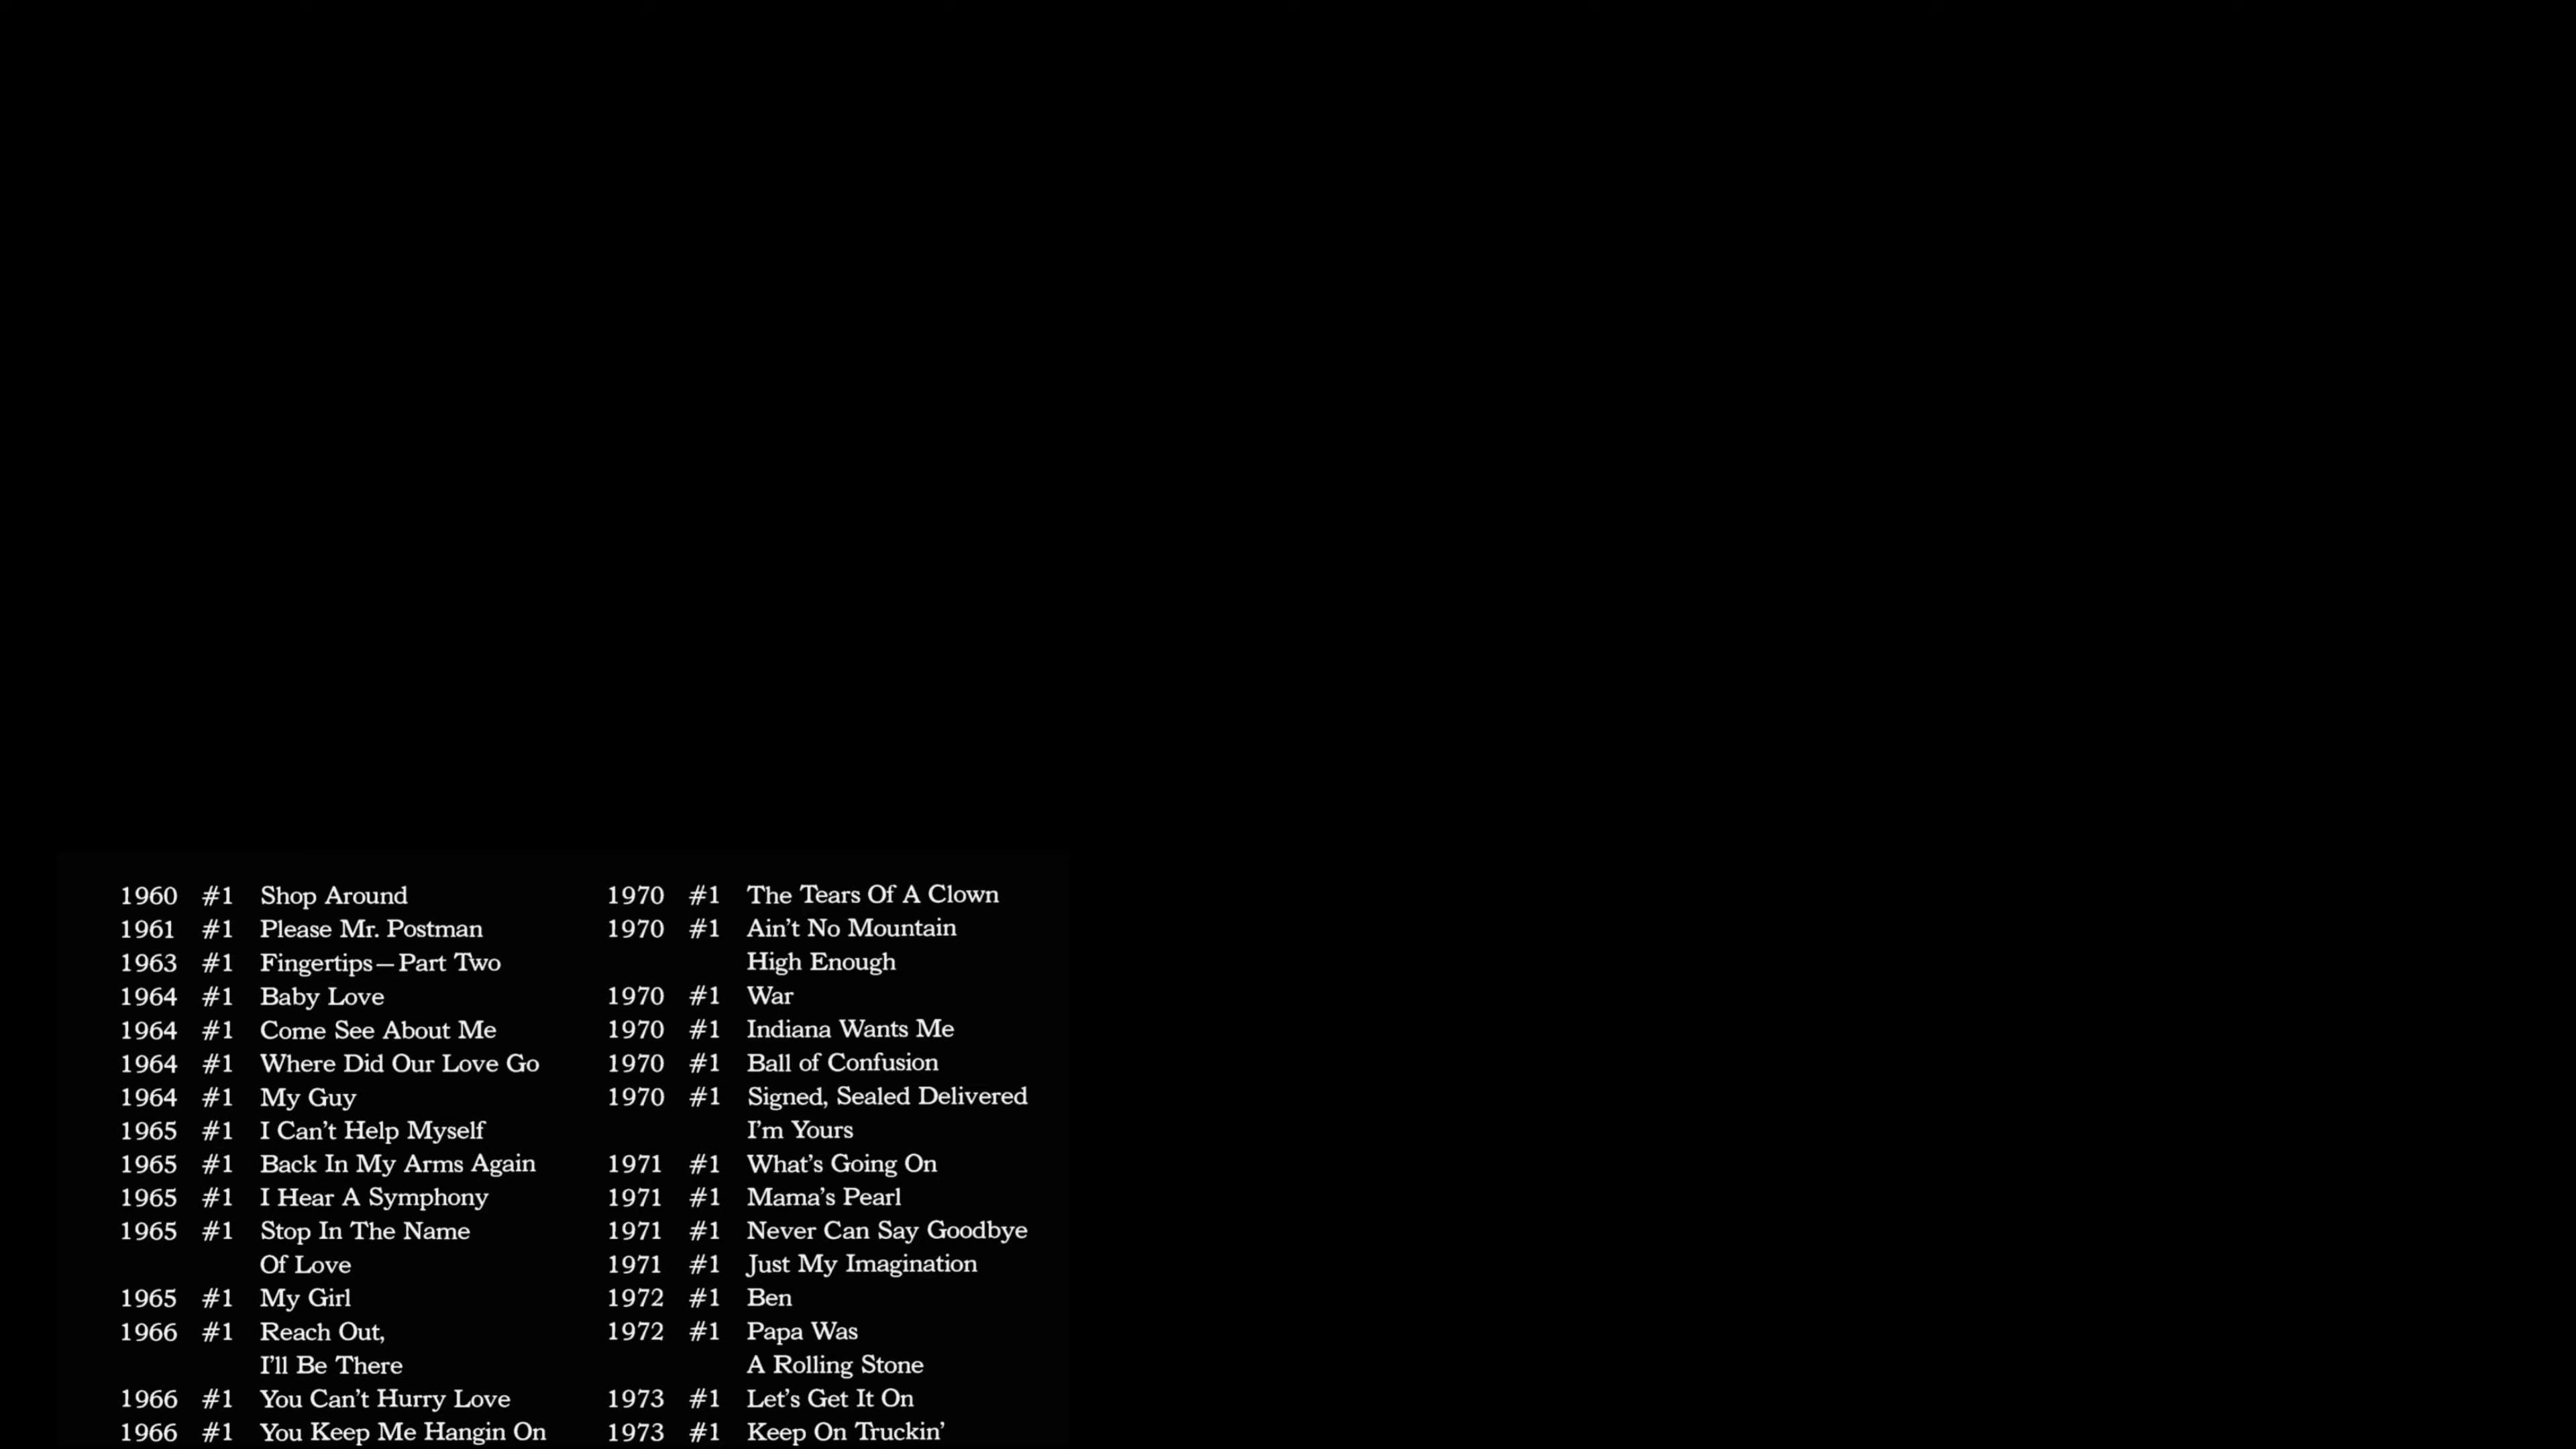 1960 #1 Shop Around
1961 #1 Please Mr. Postman
1963 #1 Fingertips—Part Two
1964 #1 Baby Love
1964 #1 Come See About Me
1964 #1 Where Did Our Love Go
1964 #1 My Guy
1965 #1 I Can't Help Myself
1965 #1 Back In My Arms Again
1965 #1 I Hear A Symphony
1965 #1 Stop In The Name
Of Love
1965 #1 My Girl
1966 #1 Reach Out,
I'll Be There
1966 #1 You Can't Hurry Love
1966 #1 You Keep Me Hangin On
1970 #1 The Tears Of A Clown
1970 #1 Ain't No Mountain
High Enough
1970 #1 War
1970 #1 Indiana Wants Me
1970 #1 Ball of Confusion
1970 #1 Signed, Sealed Delivered
I'm Yours
1971 #1 What's Going On
1971 #1 Mama's Pearl
1971 #1 Never Can Say Goodbye
1971 #1 Just My Imagination
1972 #1 Ben
1972 #1 Papa Was
A Rolling Stone
1973 #1 Let's Get It On
1973 #1 Keep On Truckin'